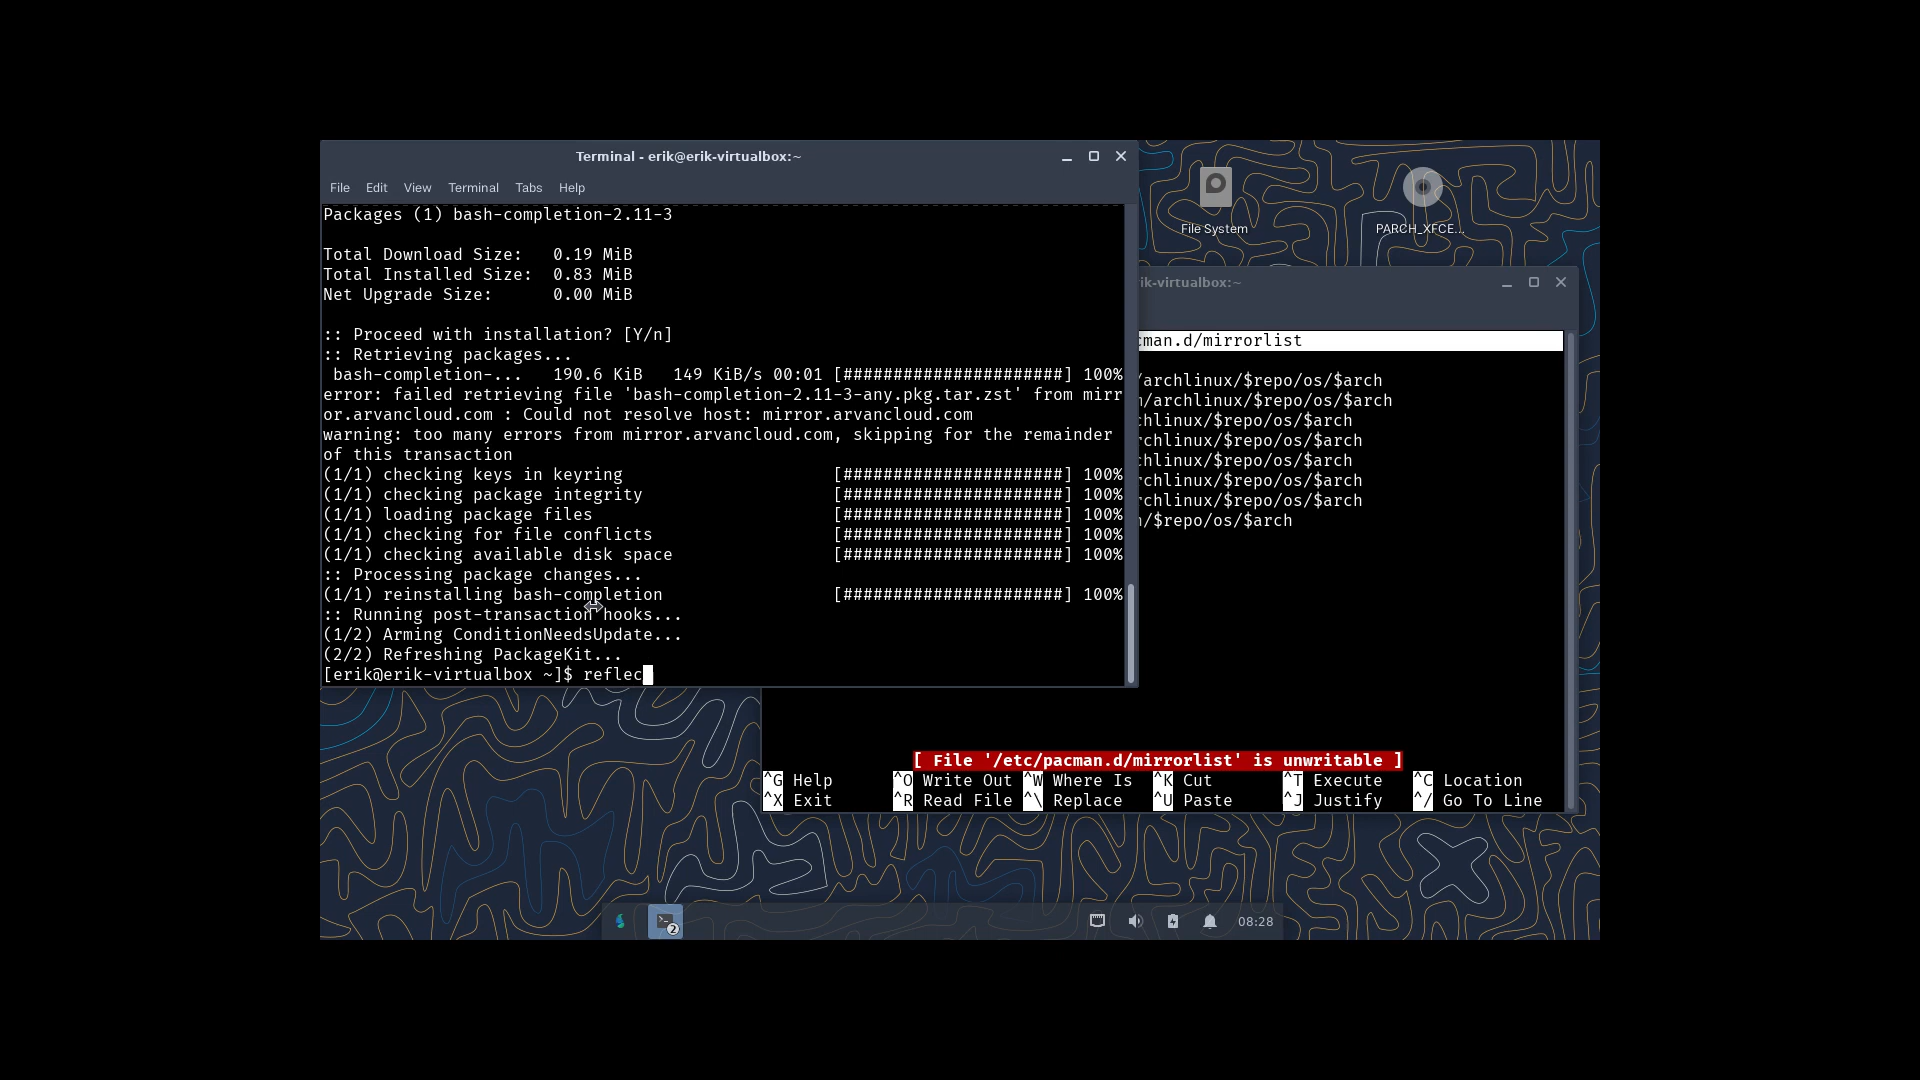 Terminal - erik@erik-virtualbox:~
File Edit View Terminal Tabs Help
Packages (1) bash-completion-2.11-3
Total Download Size:   0.19 MiB
Total Installed Size:  0.83 MiB
Net Upgrade Size:      0.00 MiB
:: Proceed with installation? [Y/n]
:: Retrieving packages...
bash-completion-...   190.6 KiB   149 KiB/s 00:01 [######################] 100%
error: failed retrieving file 'bash-completion-2.11-3-any.pkg.tar.zst' from mirr
or.arvancloud.com : Could not resolve host: mirror.arvancloud.com
warning: too many errors from mirror.arvancloud.com, skipping for the remainder
of this transaction
(1/1) checking keys in keyring                     [######################] 100%
(1/1) checking package integrity                   [######################] 100%
(1/1) loading package files                        [######################] 100%
(1/1) checking for file conflicts                  [######################] 100%
(1/1) checking available disk space                [######################] 100%
:: Processing package changes...
(1/1) reinstalling bash-completion                 [######################] 100%
:: Running post-transaction hooks...
(1/2) Arming ConditionNeedsUpdate...
(2/2) Refreshing PackageKit...
[erik@erik-virtualbox ~]$ reflec
File System
PARCH_XFCE...
ik-virtualbox:~
cman.d/mirrorlist
/archlinux/$repo/os/$arch
/archlinux/$repo/os/$arch
chlinux/$repo/os/$arch
rchlinux/$repo/os/$arch
chlinux/$repo/os/$arch
rchlinux/$repo/os/$arch
rchlinux/$repo/os/$arch
/$repo/os/$arch
[ File '/etc/pacman.d/mirrorlist' is unwritable ]
^G Help ^O Write Out ^W Where Is ^K Cut ^T Execute ^C Location
^X Exit ^R Read File ^\ Replace ^U Paste ^J Justify ^/ Go To Line
2
08:28